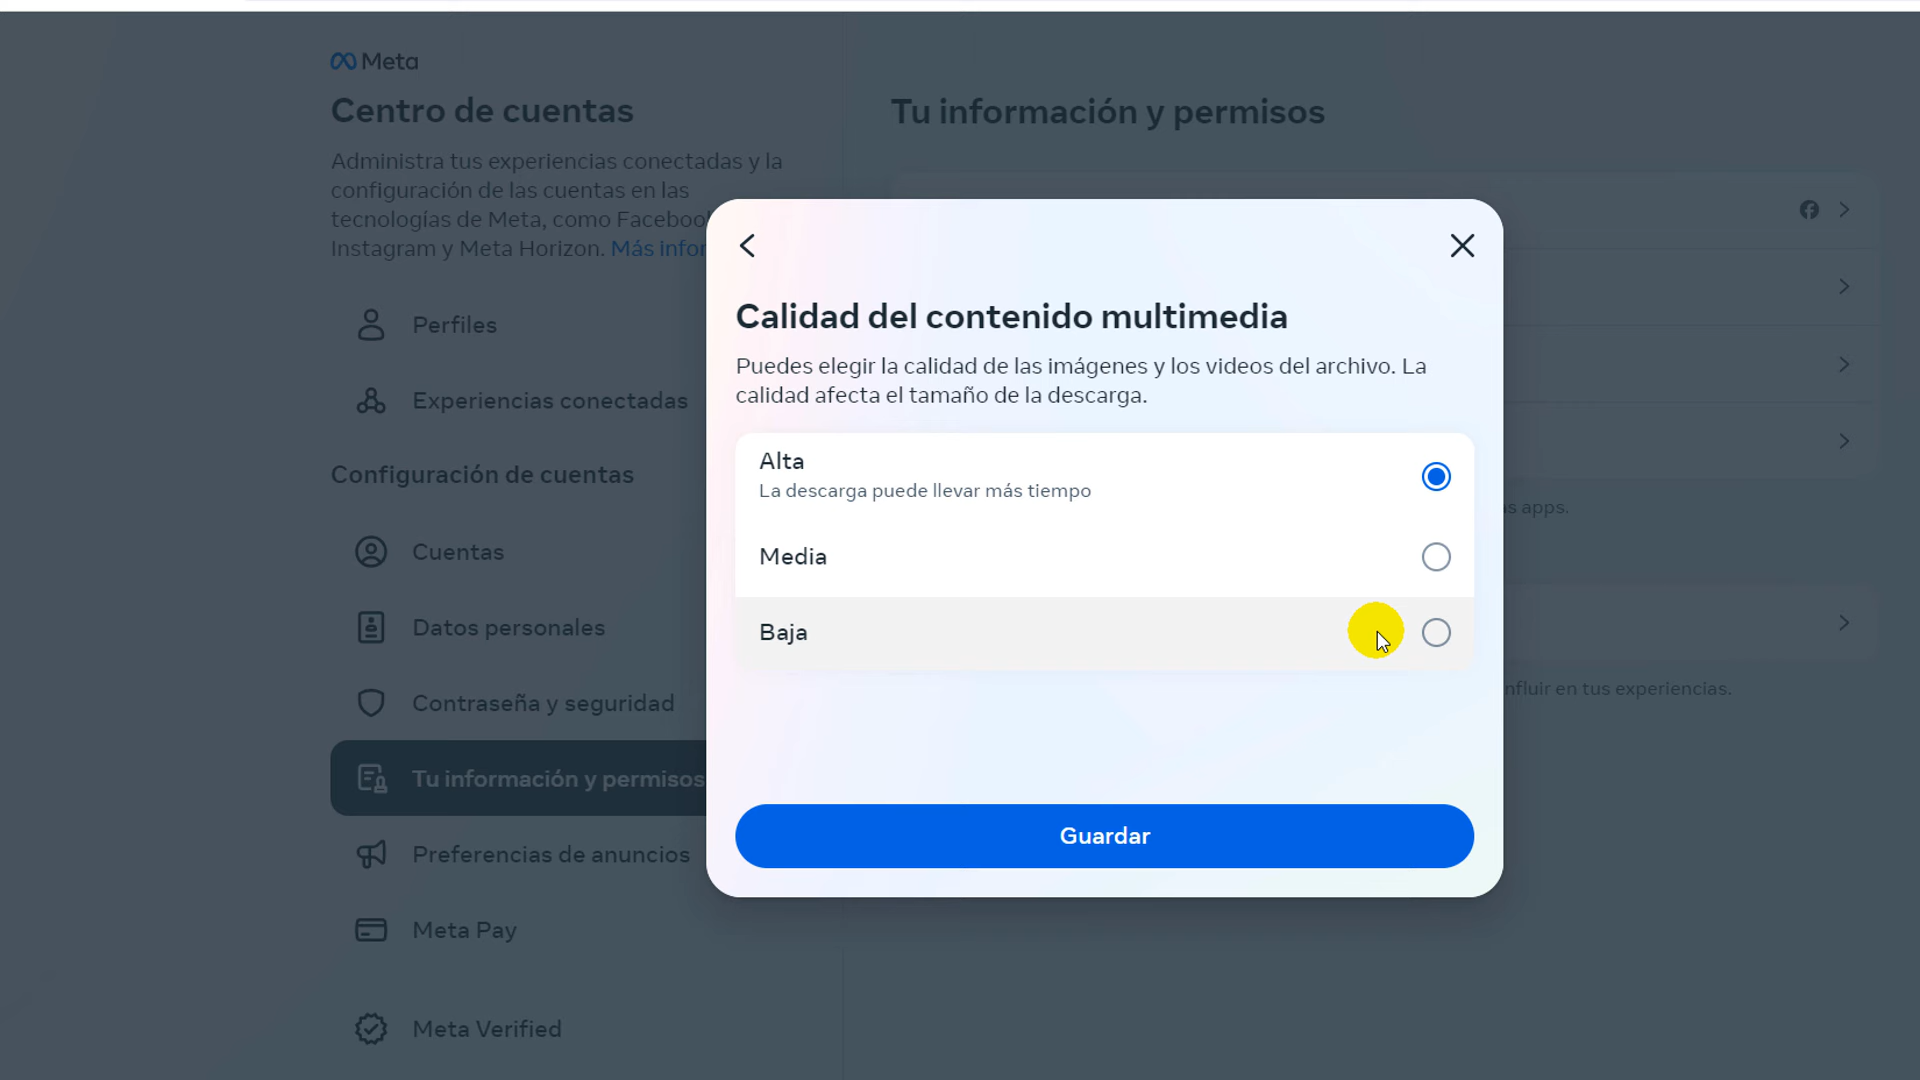 Meta
Centro de cuentas
Administra tus experiencias conectadas y la
configuración de las cuentas en las
tecnologías de Meta, como Facebook
Instagram y Meta Horizon. Más
Perfiles
Experiencias conectadas
Configuración de cuentas
Cuentas
Datos personales
Contraseña y seguridad
Tu información y permisos
Preferencias de anuncios
Meta Pay
Meta Verified
Tu información y permisos
apps.
en tus experiencias.
Calidad del contenido multimedia
Puedes elegir la calidad de las imágenes y los videos del archivo. La
calidad afecta el tamaño de la descarga.
Alta
La descarga puede llevar más tiempo
Media
Baja
Guardar